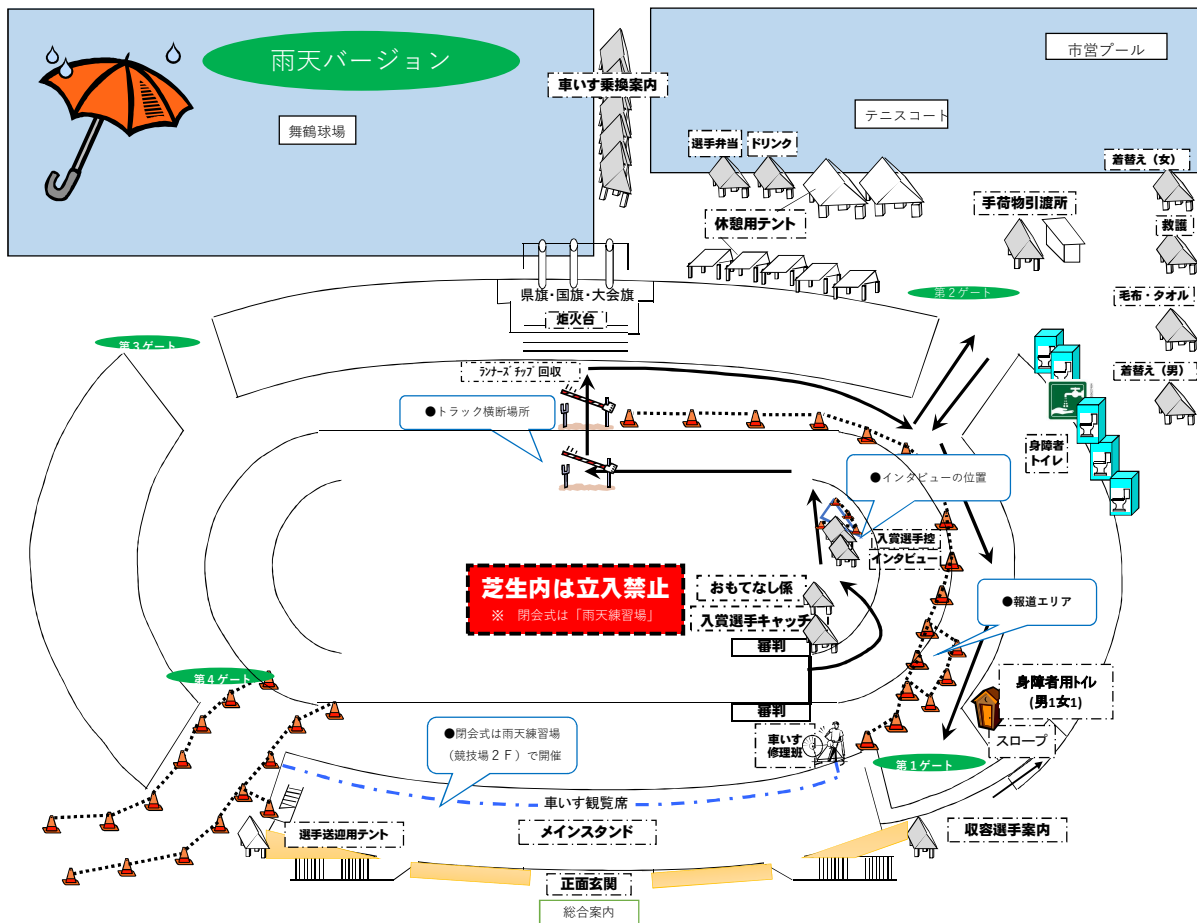 雨天バージョン
市営プール
車いす乗換案内
舞鶴球場
テニスコート
選手弁当
ドリンク
着替え（女）
休憩用テント
手荷物引渡所
救護
県旗・国旗・大会旗
炬火台
第２ゲート
毛布・タオル
第３ゲート
ﾗﾝﾅｰｽﾞﾁｯﾌﾟ回収
着替え（男）
●トラック横断場所
身障者
トイレ
●インタビューの位置
入賞選手控
インタビュー
芝生内は立入禁止
※ 閉会式は「雨天練習場」
おもてなし係
入賞選手キャッチ
●報道エリア
審判
第４ゲート
身障者用ﾄｲﾚ
(男1女1)
審判
●閉会式は雨天練習場
（競技場２Ｆ）で開催
車いす
修理班
スロープ
第１ゲート
車いす観覧席
選手送迎用テント
メインスタンド
収容選手案内
正面玄関
総合案内